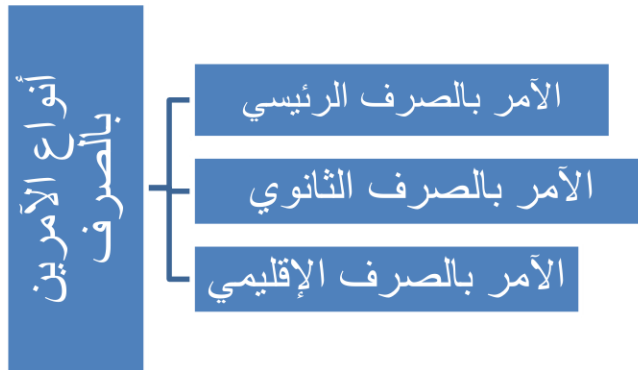 أنواع الآمرين
بالصرف
الآمر بالصرف الرئيسي
الآمر بالصرف الثانوي
الآمر بالصرف الإقليمي